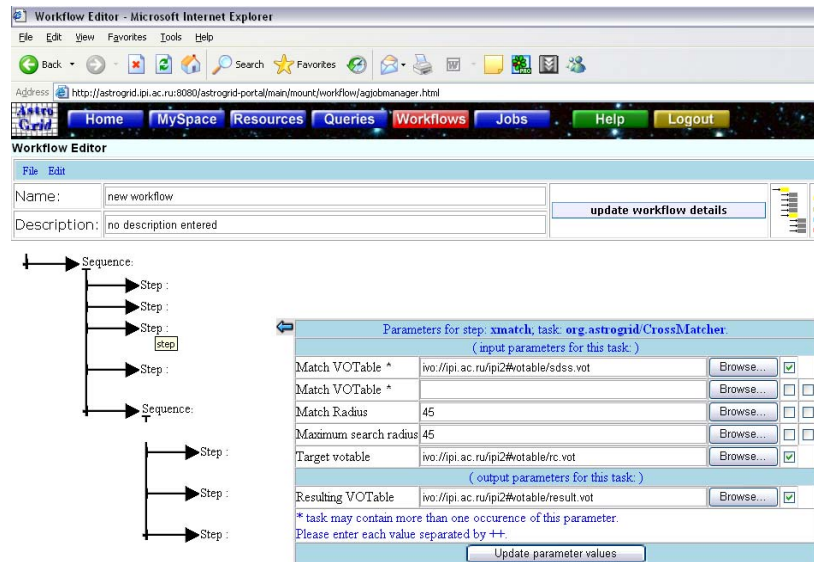 Workflow Editor - Microsoft Internet Explorer
File Edit View Favorites Tools Help
Back Search Favorites
Address http://astrogrid.ipi.ac.ru:8080/astrogrid-portal/main/mount/workflow/agjobmanager.html
Astro Grid Home MySpace Resources Queries Workflows Jobs Help Logout
Workflow Editor
File Edit
Name: new workflow
update workflow details
Description: no description entered
Sequence:
Step :
Step :
Step :
step
Step :
Sequence:
Step :
Step :
Step :
Parameters for step: xmatch; task: org.astrogrid/CrossMatcher.
( input parameters for this task: )
Match VOTable * ivo://ipi.ac.ru/ipi2#votable/sdss.vot Browse...
Match VOTable * Browse...
Match Radius 45 Browse...
Maximum search radius 45 Browse...
Target votable ivo://ipi.ac.ru/ipi2#votable/rc.vot Browse...
( output parameters for this task: )
Resulting VOTable ivo://ipi.ac.ru/ipi2#votable/result.vot Browse...
* task may contain more than one occurence of this parameter.
Please enter each value separated by ++.
Update parameter values